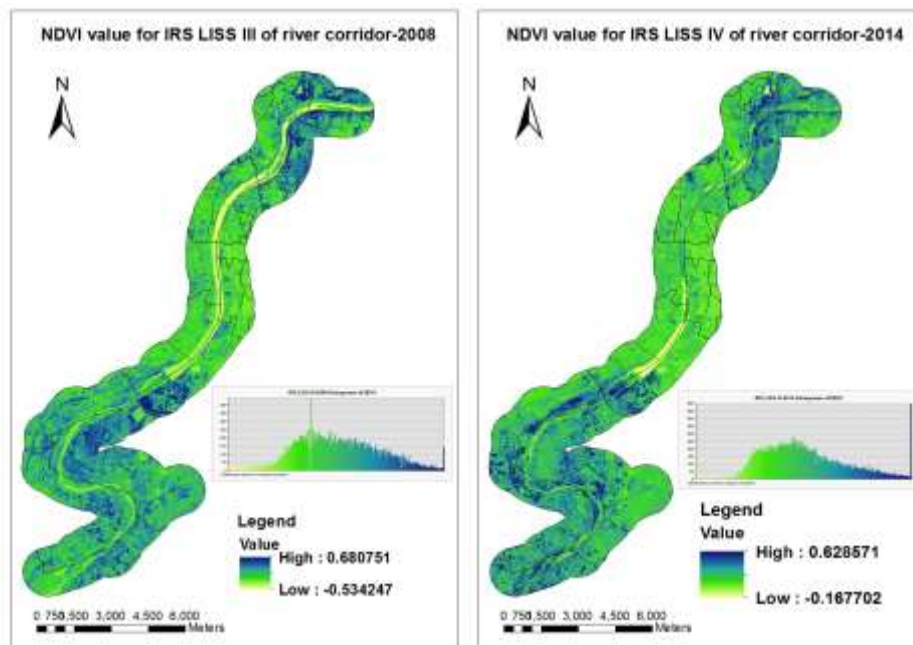 NDVI value for IRS LISS III of river corridor-2008
N
Legend
Value
High : 0.680751
Low : -0.534247
0 750 1,500 3,000 4,500 6,000
Meters
NDVI value for IRS LISS IV of river corridor-2014
N
Legend
Value
High : 0.628571
Low : -0.167702
0 750 1,500 3,000 4,500 6,000
Meters